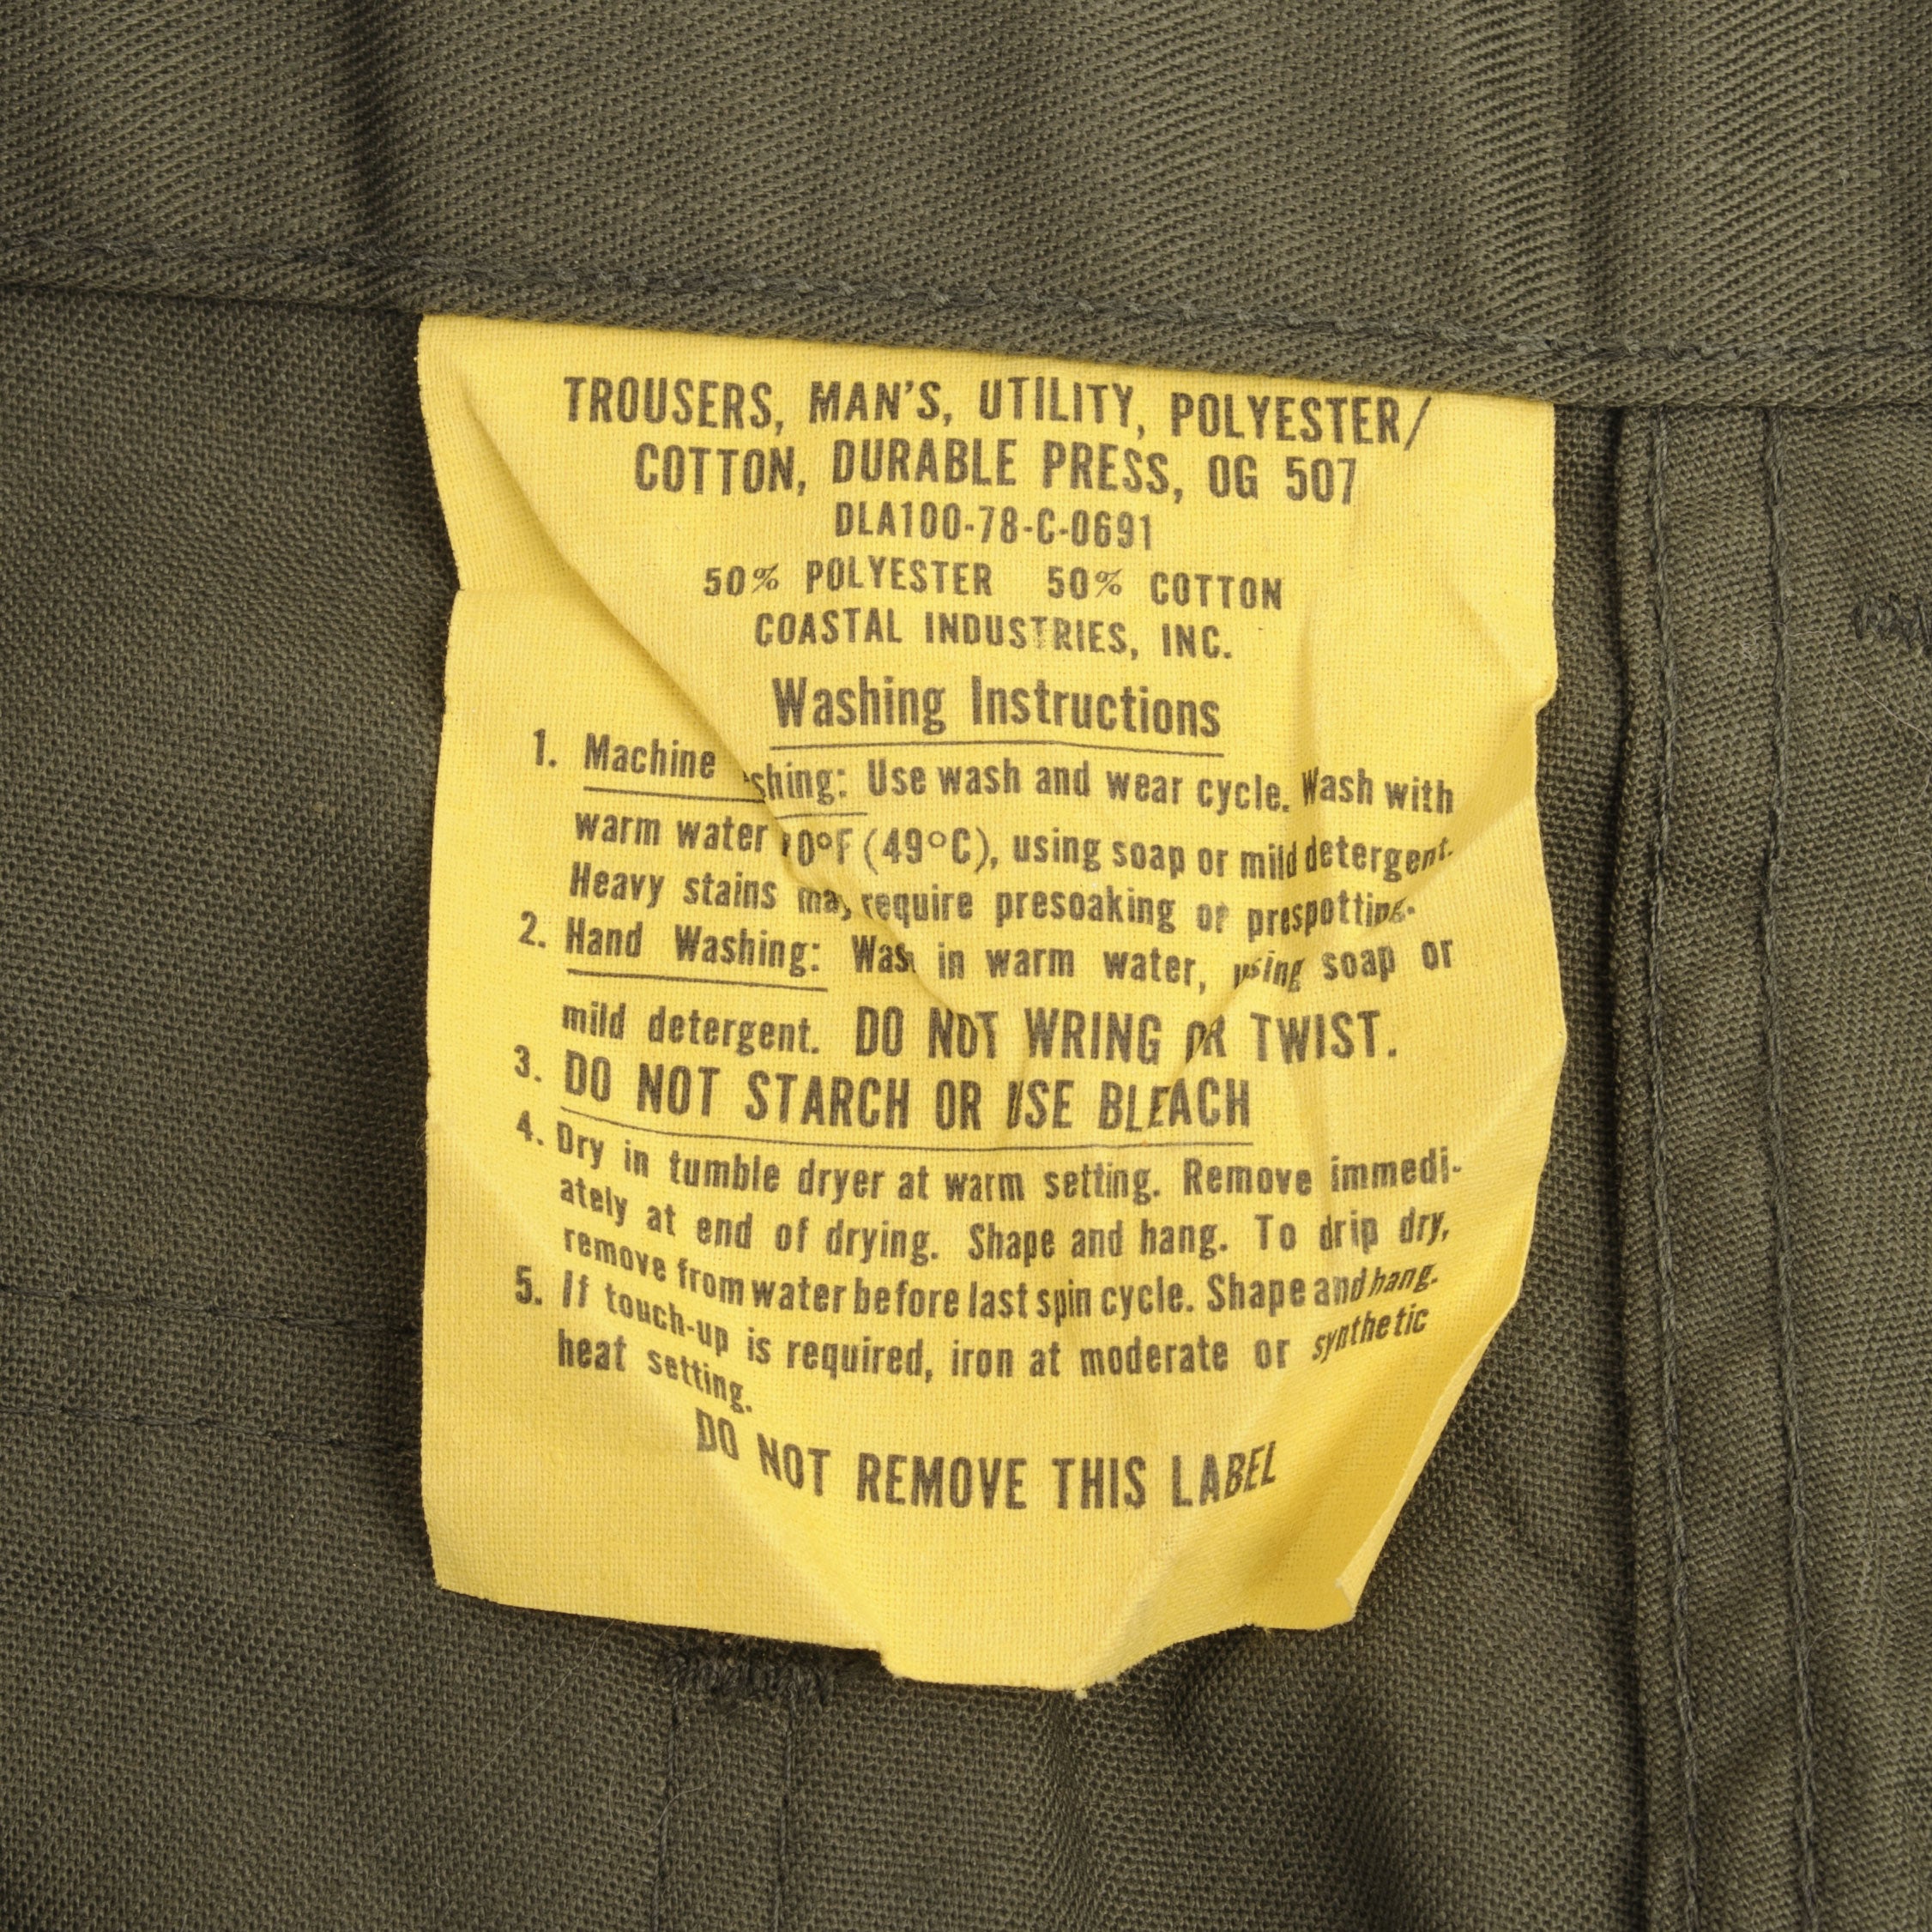 TROUSERS, MAN'S, UTILITY, POLYESTER/
COTTON, DURABLE PRESS, OG 507
DLA100-78-C-0691
50% POLYESTER 50% COTTON
COASTAL INDUSTRIES, INC.
Washing Instructions
1. Machine shing: Use wash and wear cycle. Wash with
warm water 0°F (49°C), using soap or mild detergent.
Heavy stains may require presoaking or prespotting.
2. Hand Washing: Wash in warm water, using soap or
mild detergent. DO NOT WRING OR TWIST.
3. DO NOT STARCH OR USE BLEACH
4. Dry in tumble dryer at warm setting. Remove immedi-
ately at end of drying. Shape and hang. To drip dry,
remove from water before last spin cycle. Shape and hang.
5. If touch-up is required, iron at moderate or synthetic
heat setting.
DO NOT REMOVE THIS LABEL